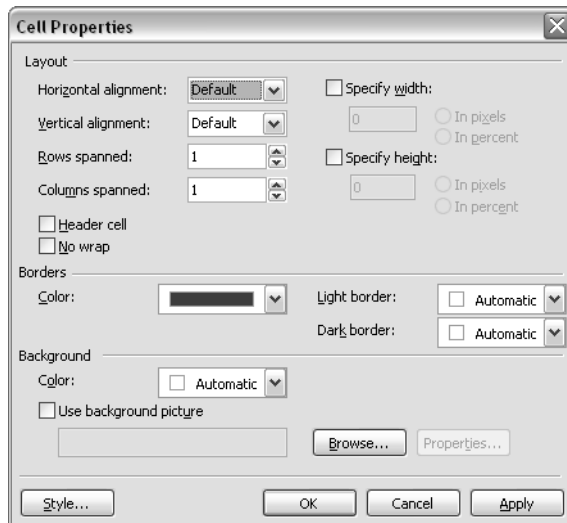 Cell Properties
Layout
Horizontal alignment: Default
Specify width:
Vertical alignment: Default
0 In pixels
In percent
Rows spanned: 1
Specify height:
Columns spanned: 1
0 In pixels
In percent
Header cell
No wrap
Borders
Color:
Light border: Automatic
Dark border: Automatic
Background
Color: Automatic
Use background picture
Browse... Properties...
Style... OK Cancel Apply